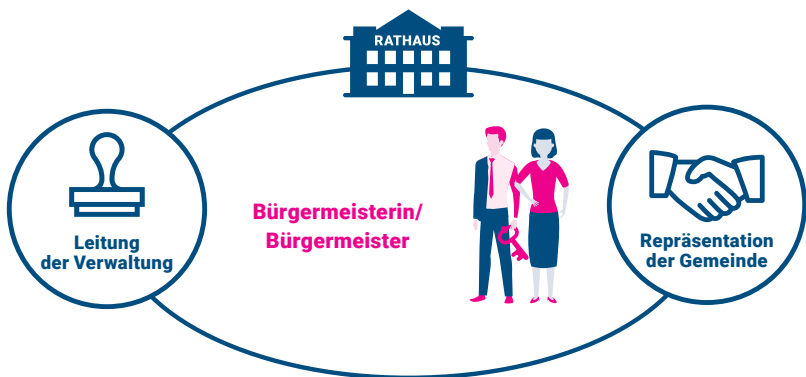 RATHAUS
Leitung
der Verwaltung
Bürgermeisterin/
Bürgermeister
Repräsentation
der Gemeinde